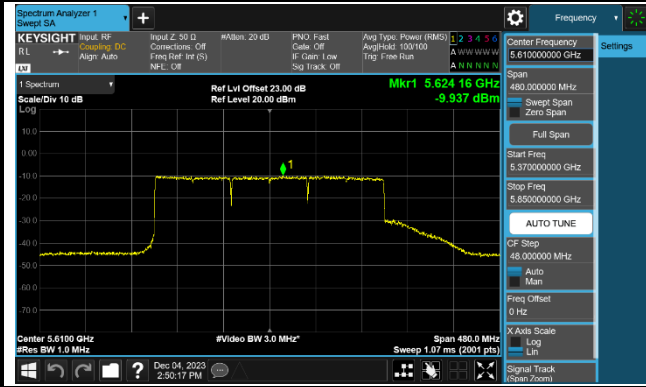 Spectrum Analyzer 1
Swept SA
Frequency
KEYSIGHT
RL
LXI
Input: RF
Coupling: DC
Align: Auto
Input Z: 50 Ω
Corrections: Off
Freq Ref: Int (S)
NFE: Off
#Atten: 20 dB
PNO: Fast
Gate: Off
IF Gain: Low
Sig Track: Off
Avg Type: Power (RMS)
Avg|Hold: 100/100
Trig: Free Run
1 2 3 4 5 6
A W W W W W
A N N N N N
Center Frequency
5.610000000 GHz
Settings
Span
480.000000 MHz
Swept Span
Zero Span
Full Span
Start Freq
5.370000000 GHz
Stop Freq
5.850000000 GHz
AUTO TUNE
CF Step
48.000000 MHz
Auto
Man
Freq Offset
0 Hz
X Axis Scale
Log
Lin
Signal Track
(Span Zoom)
1 Spectrum
Scale/Div 10 dB
Ref Lvl Offset 23.00 dB
Ref Level 20.00 dBm
Mkr1 5.624 16 GHz
-9.937 dBm
Log
10.0
0.00
-10.0
-20.0
-30.0
-40.0
-50.0
-60.0
-70.0
1
Center 5.6100 GHz
#Res BW 1.0 MHz
#Video BW 3.0 MHz*
Span 480.0 MHz
Sweep 1.07 ms (2001 pts)
?
Dec 04, 2023
2:50:17 PM